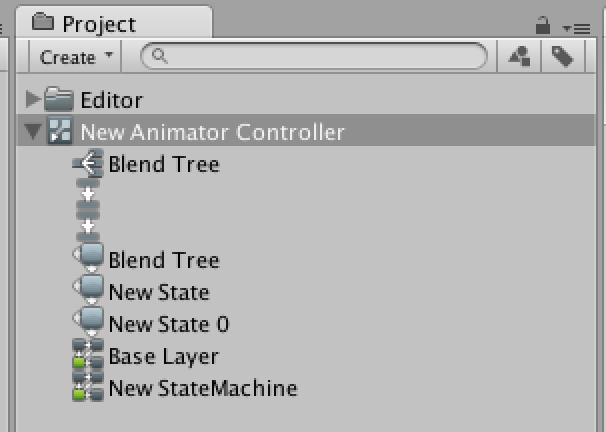 Project
Create
Editor
New Animator Controller
Blend Tree
Blend Tree
New State
New State 0
Base Layer
New StateMachine